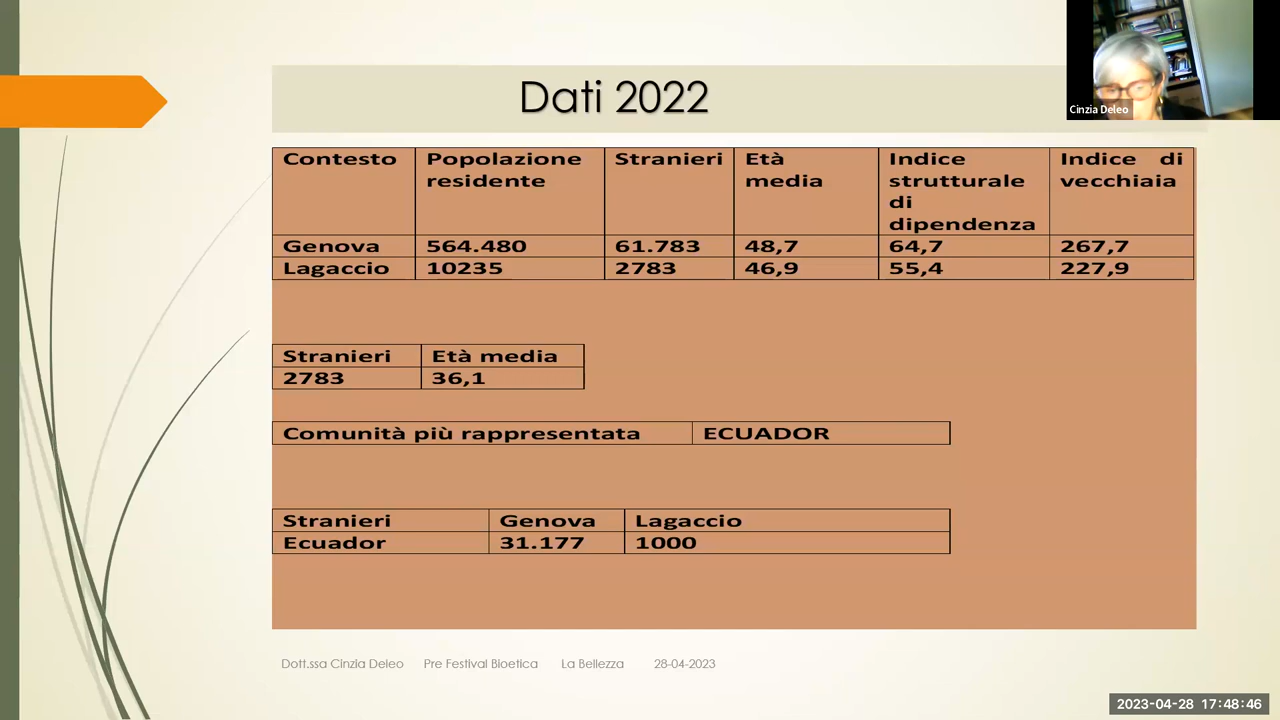 Dati 2022
Cinzia Deleo
Contesto Popolazione residente Stranieri Età media Indice strutturale di dipendenza Indice di vecchiaia
Genova 564.480 61.783 48,7 64,7 267,7
Lagaccio 10235 2783 46,9 55,4 227,9
Stranieri Età media
2783 36,1
Comunità più rappresentata ECUADOR
Stranieri Genova Lagaccio
Ecuador 31.177 1000
Dott.ssa Cinzia Deleo Pre Festival Bioetica La Bellezza 28-04-2023
2023-04-28 17:48:46